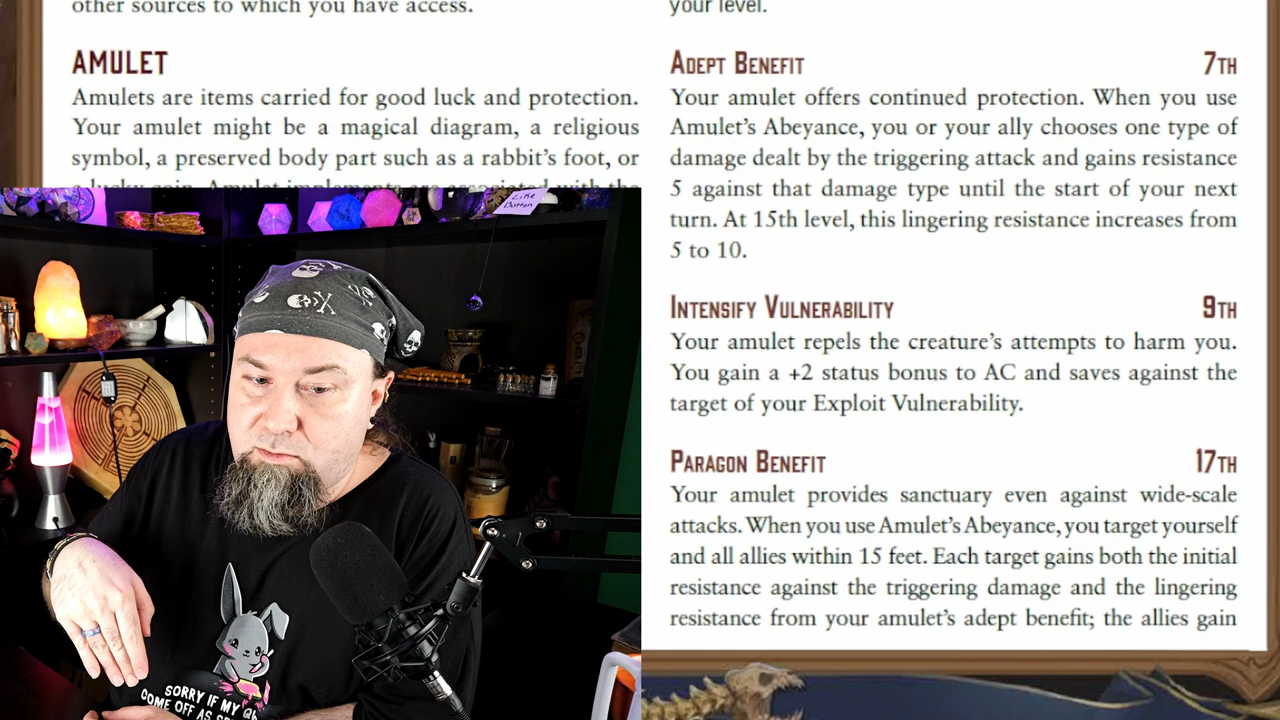 other sources to which you have access.
AMULET
Amulets are items carried for good luck and protection.
Your amulet might be a magical diagram, a religious
symbol, a preserved body part such as a rabbit's foot, or
your level.
ADEPT BENEFIT 7TH
Your amulet offers continued protection. When you use
Amulet's Abeyance, you or your ally chooses one type of
damage dealt by the triggering attack and gains resistance
5 against that damage type until the start of your next
turn. At 15th level, this lingering resistance increases from
5 to 10.
INTENSIFY VULNERABILITY 9TH
Your amulet repels the creature's attempts to harm you.
You gain a +2 status bonus to AC and saves against the
target of your Exploit Vulnerability.
PARAGON BENEFIT 17TH
Your amulet provides sanctuary even against wide-scale
attacks. When you use Amulet's Abeyance, you target yourself
and all allies within 15 feet. Each target gains both the initial
resistance against the triggering damage and the lingering
resistance from your amulet's adept benefit; the allies gain
Like
Button
SORRY IF MY
COME OFF AS